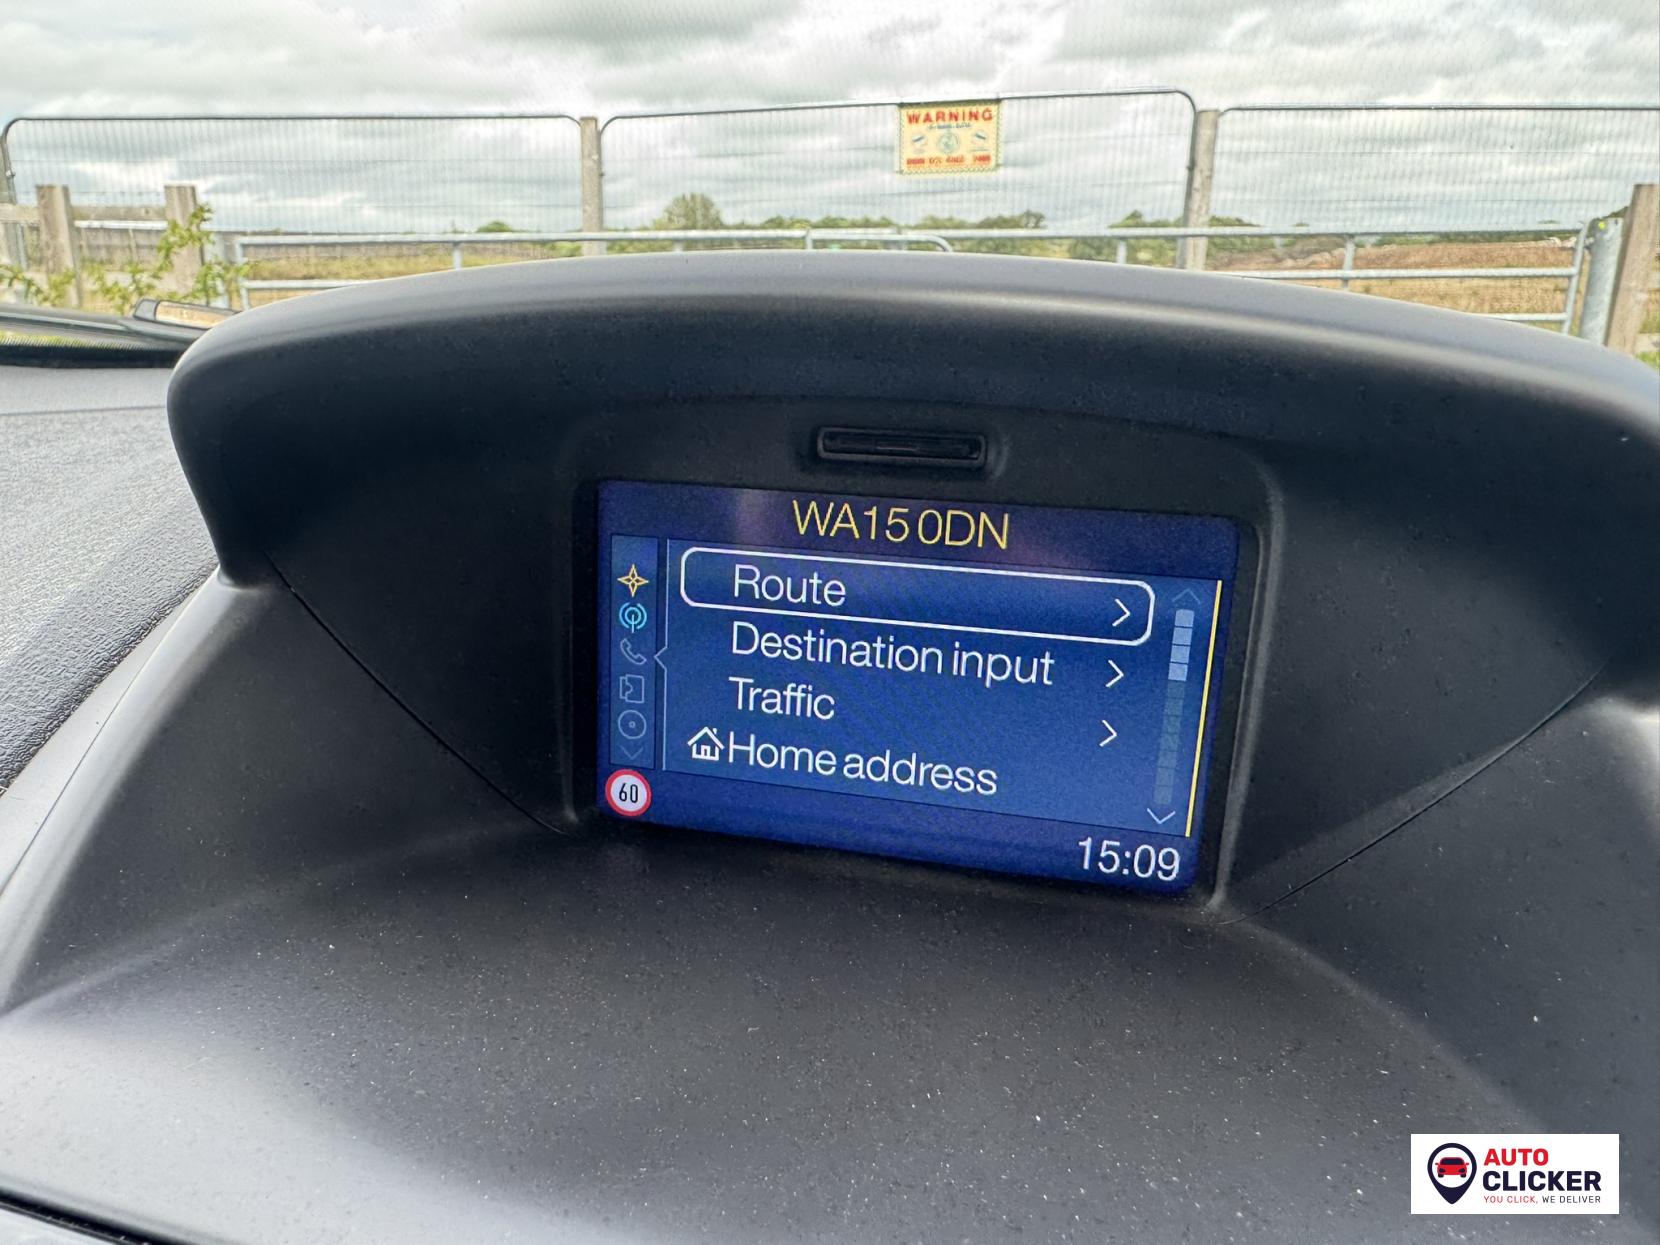 WARNING
WA15 0DN
Route
Destination input
Traffic
Home address
60
15:09
AUTO
CLICKER
YOU CLICK, WE DELIVER